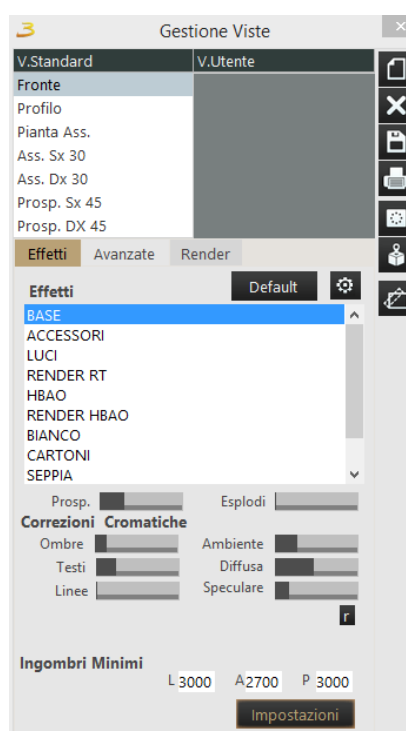 3 Gestione Viste
V.Standard V.Utente
Fronte
Profilo
Pianta Ass.
Ass. Sx 30
Ass. Dx 30
Prosp. Sx 45
Prosp. DX 45
Effetti Avanzate Render
Effetti Default
BASE
ACCESSORI
LUCI
RENDER RT
HBAO
RENDER HBAO
BIANCO
CARTONI
SEPPIA
Prosp. Esplodi
Correzioni Cromatiche
Ombre Ambiente
Testi Diffusa
Linee Speculare
r
Ingombri Minimi
L 3000 A 2700 P 3000
Impostazioni